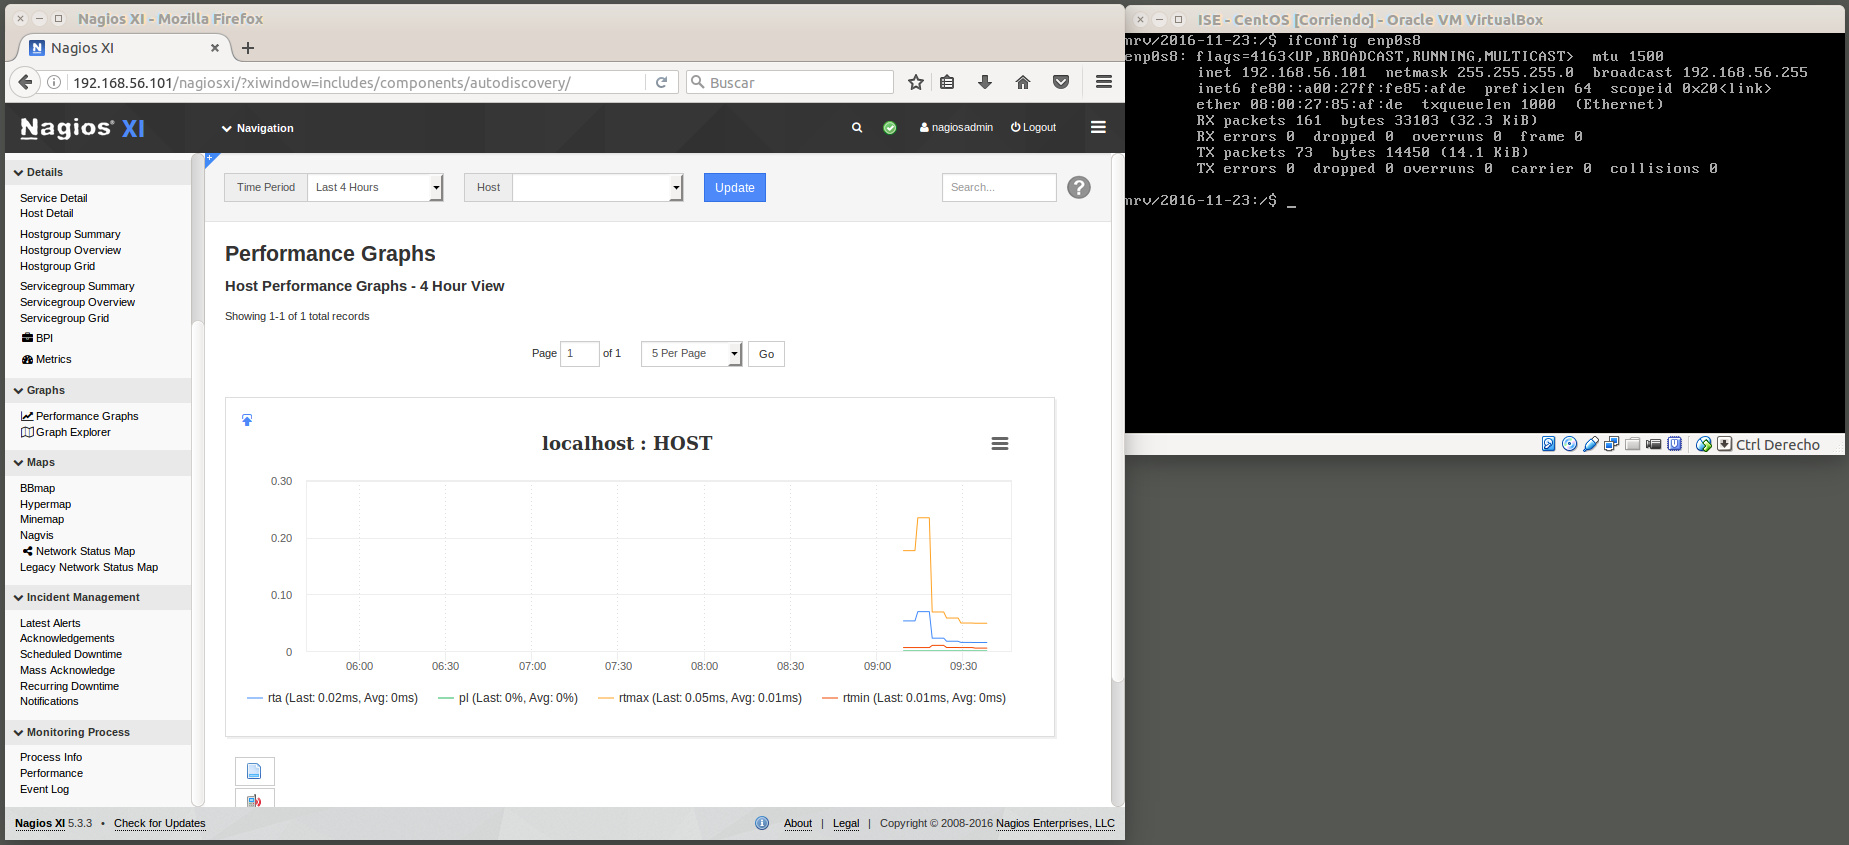 Nagios XI - Mozilla Firefox
Nagios XI
192.168.56.101/nagiosxi/?xiwindow=includes/components/autodiscovery/
Buscar
Nagios® XI
Navigation
nagiosadmin
Logout
Details
Service Detail
Host Detail
Hostgroup Summary
Hostgroup Overview
Hostgroup Grid
Servicegroup Summary
Servicegroup Overview
Servicegroup Grid
BPI
Metrics
Graphs
Performance Graphs
Graph Explorer
Maps
BBmap
Hypermap
Minemap
Nagvis
Network Status Map
Legacy Network Status Map
Incident Management
Latest Alerts
Acknowledgements
Scheduled Downtime
Mass Acknowledge
Recurring Downtime
Notifications
Monitoring Process
Process Info
Performance
Event Log
Time Period Last 4 Hours Host Update Search...
Performance Graphs
Host Performance Graphs - 4 Hour View
Showing 1-1 of 1 total records
Page 1 of 1 5 Per Page Go
localhost : HOST
0.30
0.20
0.10
0
06:00 06:30 07:00 07:30 08:00 08:30 09:00 09:30
rta (Last: 0.02ms, Avg: 0ms) pl (Last: 0%, Avg: 0%) rtmax (Last: 0.05ms, Avg: 0.01ms) rtmin (Last: 0.01ms, Avg: 0ms)
Nagios XI 5.3.3 • Check for Updates
About | Legal | Copyright © 2008-2016 Nagios Enterprises, LLC
ISE - CentOS [Corriendo] - Oracle VM VirtualBox
nrv/2016-11-23:/$ ifconfig enp0s8
enp0s8: flags=4163<UP,BROADCAST,RUNNING,MULTICAST> mtu 1500
inet 192.168.56.101 netmask 255.255.255.0 broadcast 192.168.56.255
inet6 fe80::a00:27ff:fe85:afde prefixlen 64 scopeid 0x20<link>
ether 08:00:27:85:af:de txqueuelen 1000 (Ethernet)
RX packets 161 bytes 33103 (32.3 KiB)
RX errors 0 dropped 0 overruns 0 frame 0
TX packets 73 bytes 14450 (14.1 KiB)
TX errors 0 dropped 0 overruns 0 carrier 0 collisions 0
nrv/2016-11-23:/$ _
Ctrl Derecho